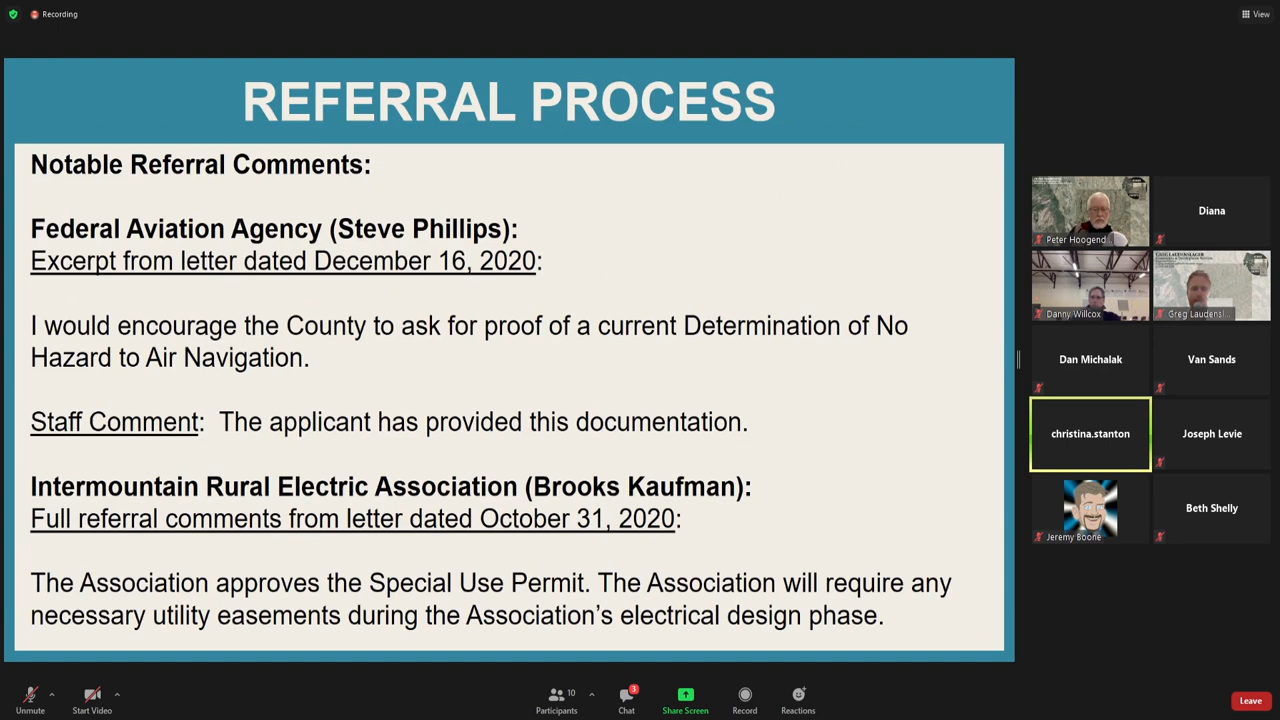 Recording
View
REFERRAL PROCESS
Notable Referral Comments:
Federal Aviation Agency (Steve Phillips):
Excerpt from letter dated December 16, 2020:
I would encourage the County to ask for proof of a current Determination of No
Hazard to Air Navigation.
Staff Comment: The applicant has provided this documentation.
Intermountain Rural Electric Association (Brooks Kaufman):
Full referral comments from letter dated October 31, 2020:
The Association approves the Special Use Permit. The Association will require any
necessary utility easements during the Association’s electrical design phase.
Peter Hoogend...
Diana
Danny Willcox
Greg Laudensl...
Dan Michalak
Van Sands
christina.stanton
Joseph Levie
Jeremy Boone
Beth Shelly
Unmute
Start Video
10
Participants
3
Chat
Share Screen
Record
Reactions
Leave